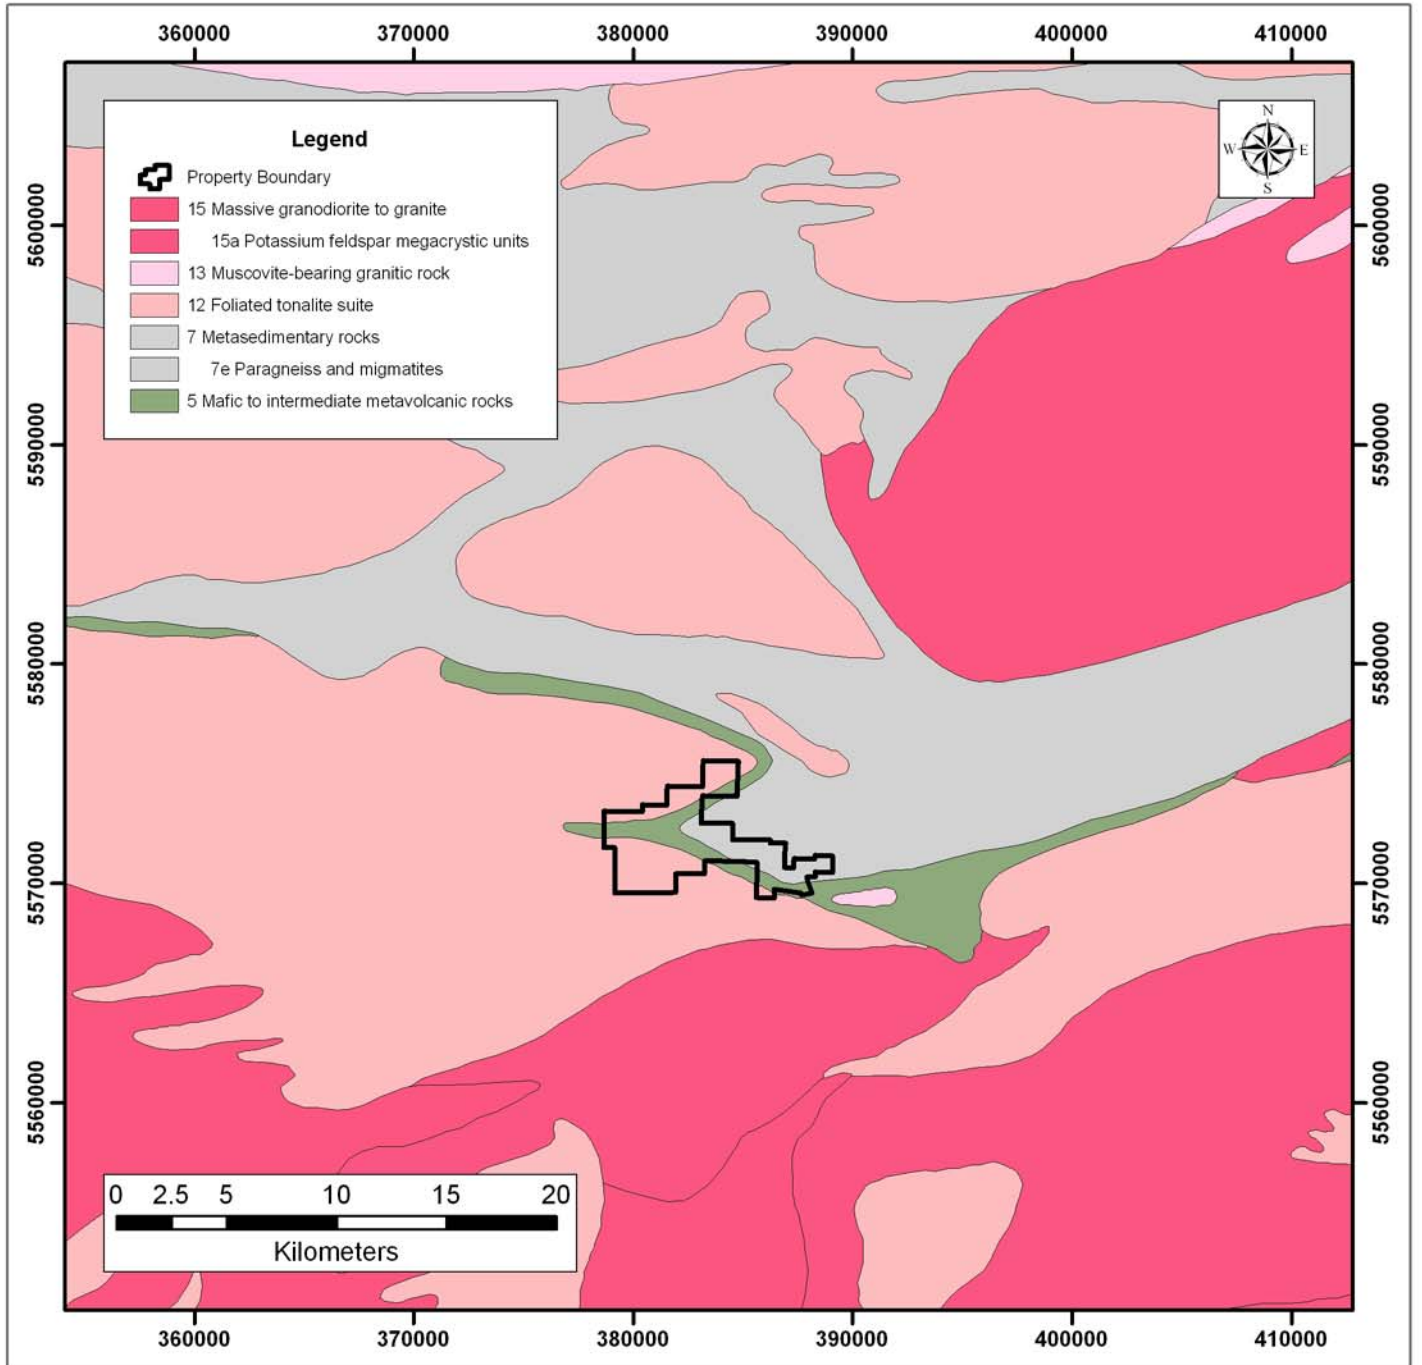 360000 370000 380000 390000 400000 410000
Legend
Property Boundary
15 Massive granodiorite to granite
15a Potassium feldspar megacrystic units
13 Muscovite-bearing granitic rock
12 Foliated tonalite suite
7 Metasedimentary rocks
7e Paragneiss and migmatites
5 Mafic to intermediate metavolcanic rocks
N
W E
S
5600000 5600000
5590000 5590000
5580000 5580000
5570000 5570000
5560000 5560000
0 2.5 5 10 15 20
Kilometers
360000 370000 380000 390000 400000 410000